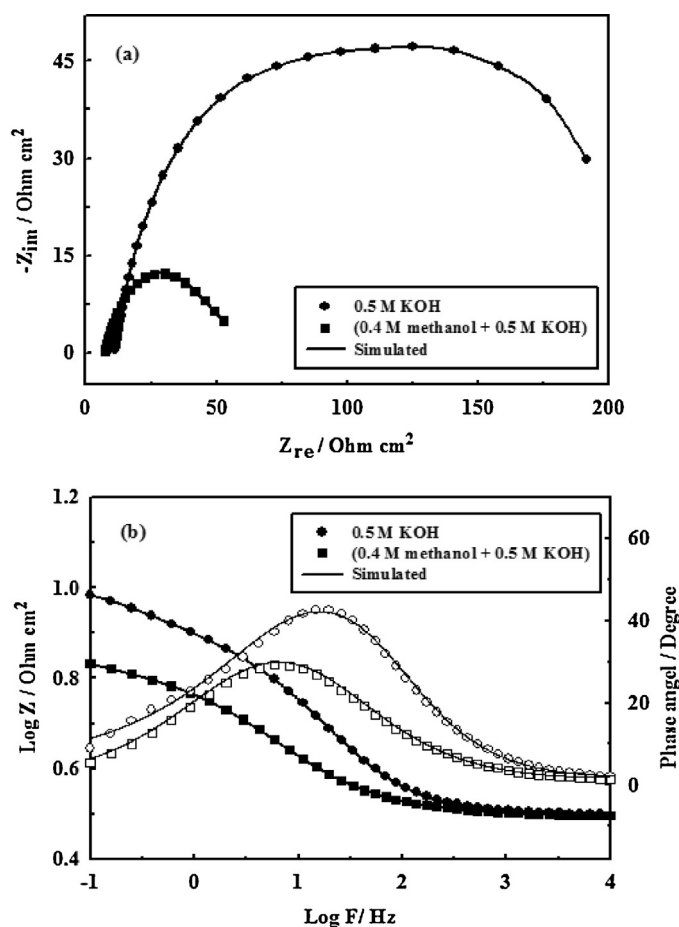 (a)
45
30
15
0
-Z_im / Ohm cm²
0.5 M KOH
(0.4 M methanol + 0.5 M KOH)
Simulated
0 50 100 150 200
Z_re / Ohm cm²
(b)
1.2
1.0
0.8
0.6
0.4
Log Z / Ohm cm²
0.5 M KOH
(0.4 M methanol + 0.5 M KOH)
Simulated
60
40
20
0
Phase angel / Degree
-1 0 1 2 3 4
Log F/ Hz